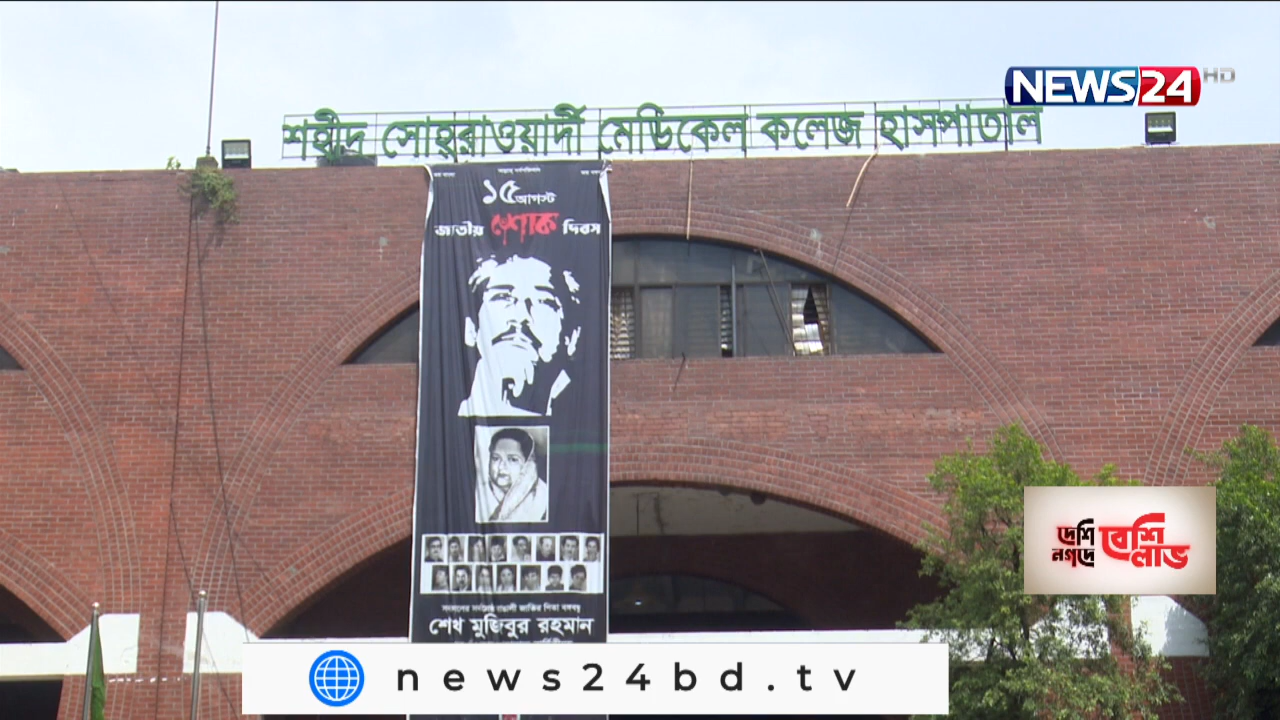 NEWS24 HD
শহীদ সোহরাওয়ার্দী মেডিকেল কলেজ হাসপাতাল
১৫ আগস্ট
জাতীয় শোক দিবস
শেখ মুজিবুর রহমান
দেশি বেশি
নগদে লাভ
news24bd.tv